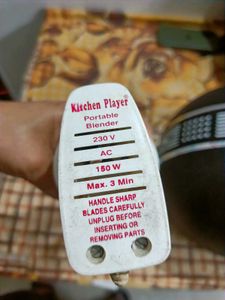 Kitchen Player
Portable
Blender
230 V
AC
150 W
Max. 3 Min
HANDLE SHARP
BLADES CAREFULLY
UNPLUG BEFORE
INSERTING OR
REMOVING PARTS